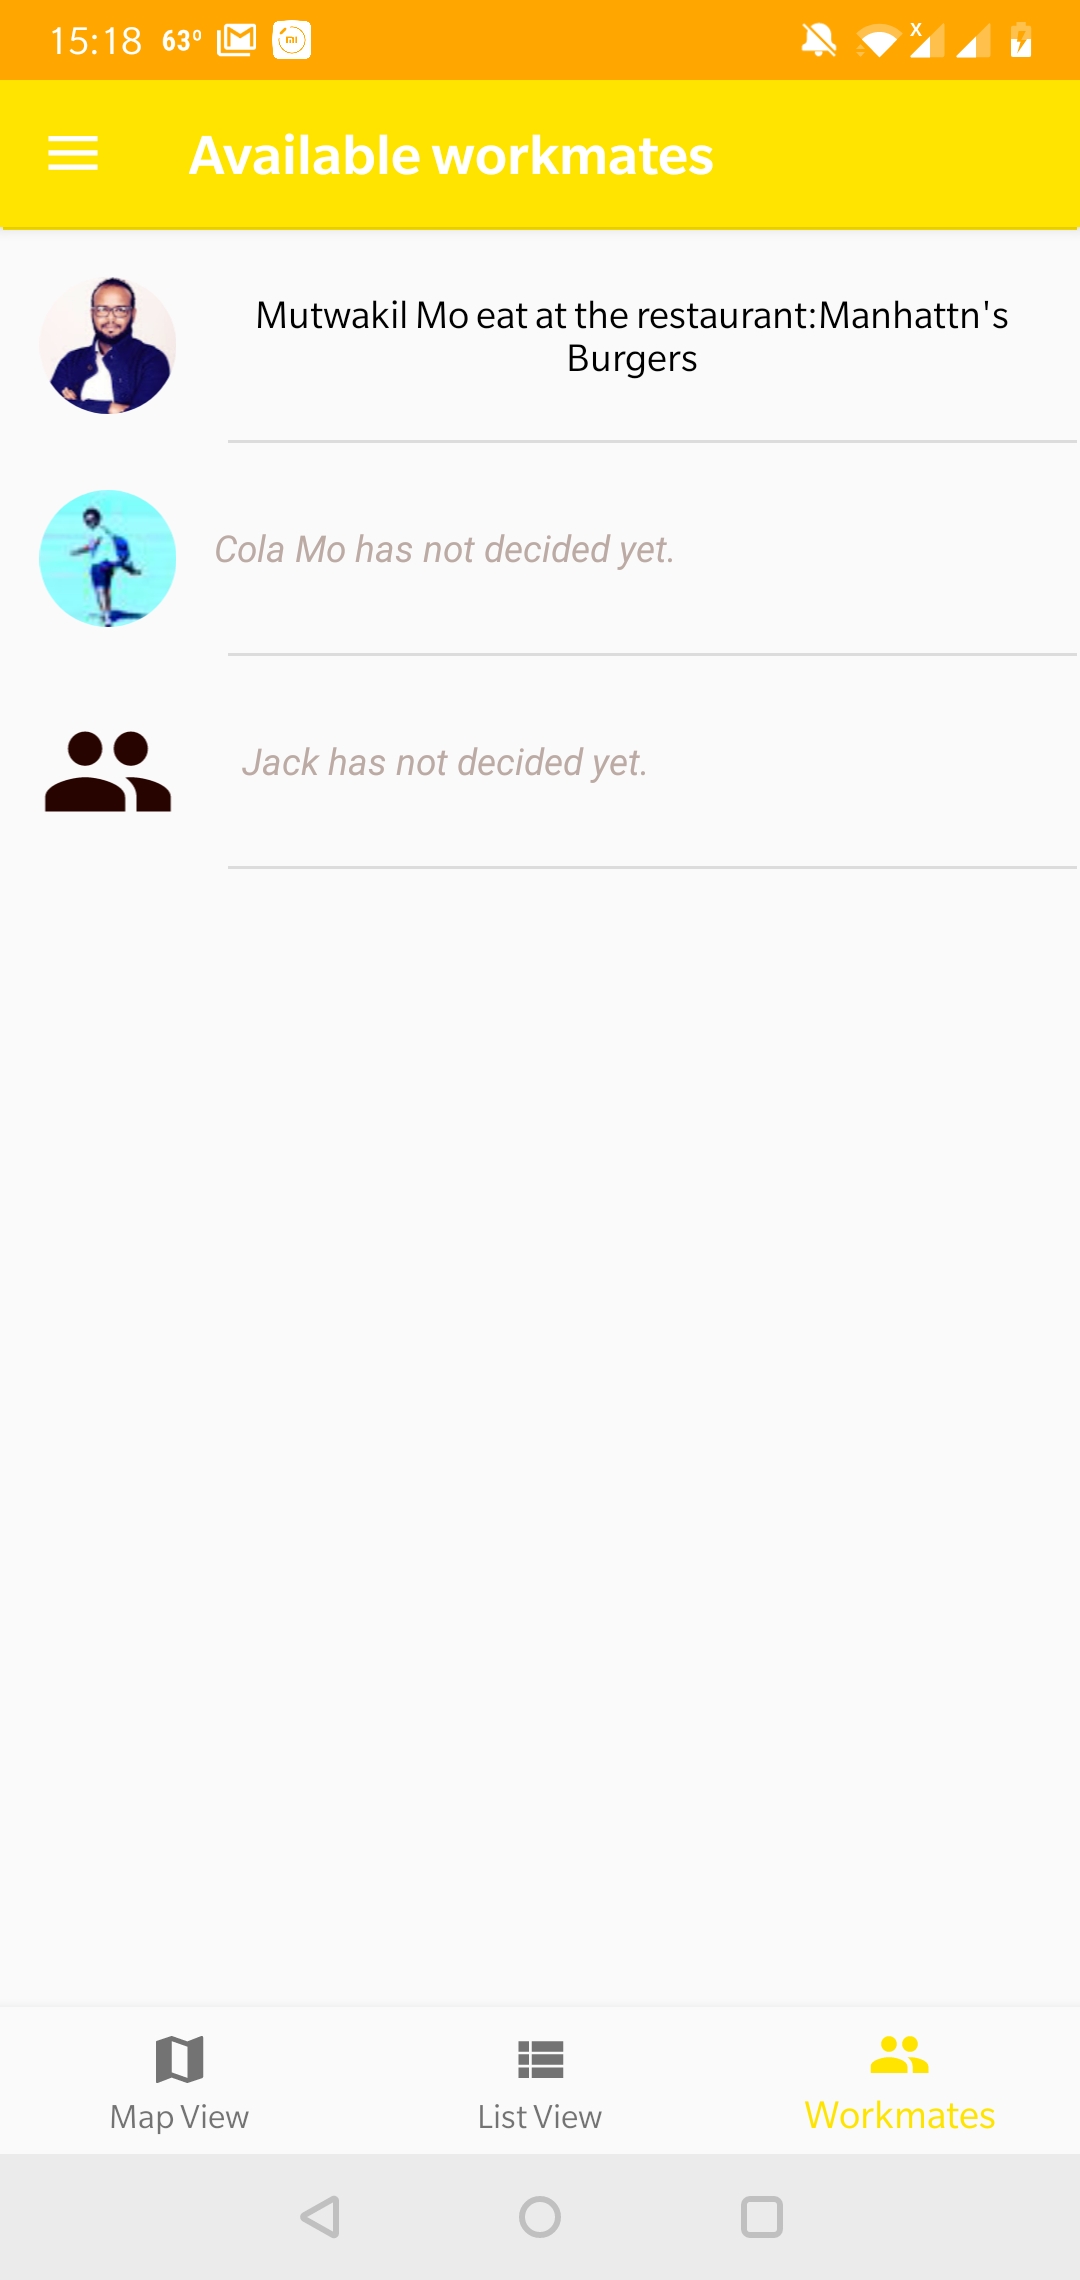 15:18 63°
Available workmates
Mutwakil Mo eat at the restaurant:Manhattn's
Burgers
Cola Mo has not decided yet.
Jack has not decided yet.
Map View
List View
Workmates